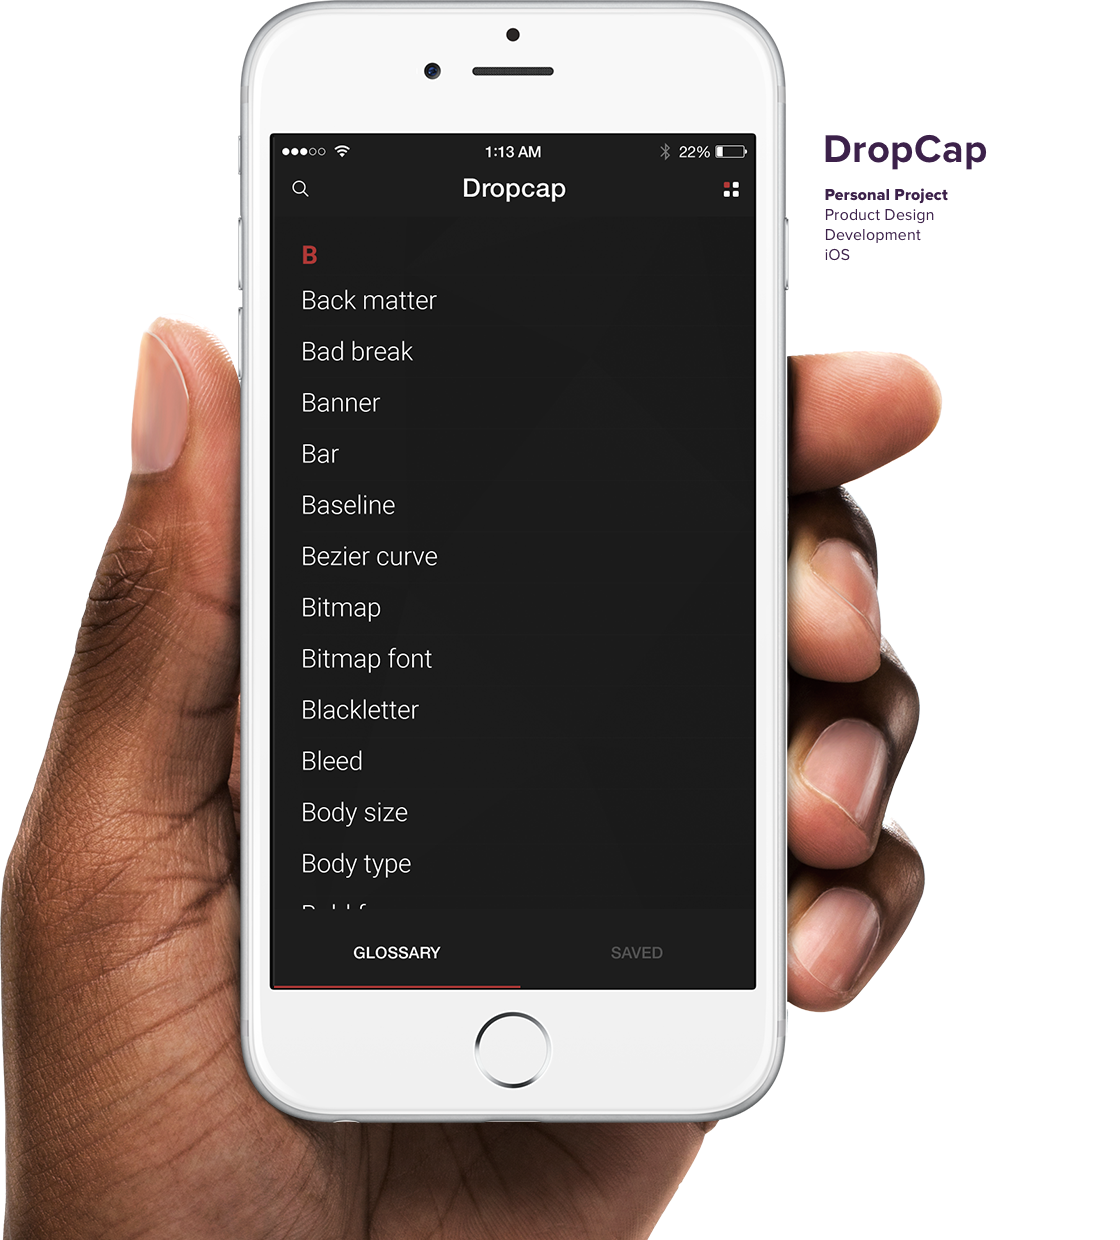 1:13 AM
22%
Dropcap
B
Back matter
Bad break
Banner
Bar
Baseline
Bezier curve
Bitmap
Bitmap font
Blackletter
Bleed
Body size
Body type
GLOSSARY
SAVED
DropCap
Personal Project
Product Design
Development
iOS